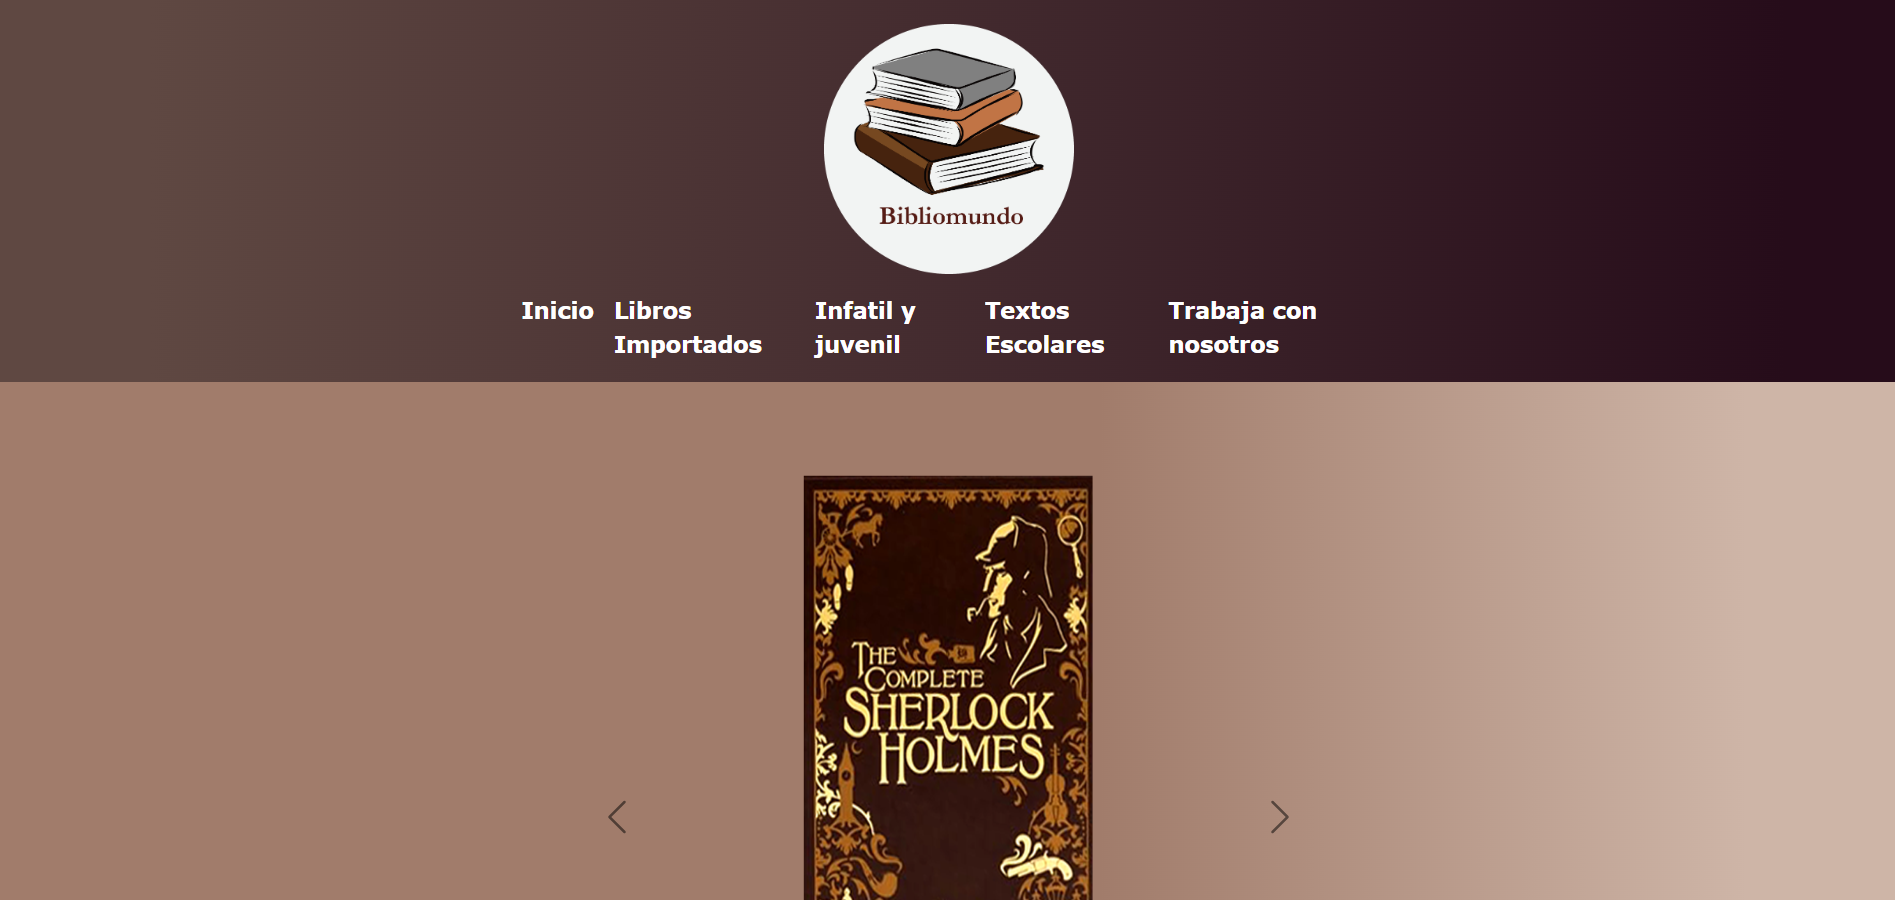 Bibliomundo
Inicio
Libros
Importados
Infatil y
juvenil
Textos
Escolares
Trabaja con
nosotros
THE
COMPLETE
SHERLOCK
HOLMES